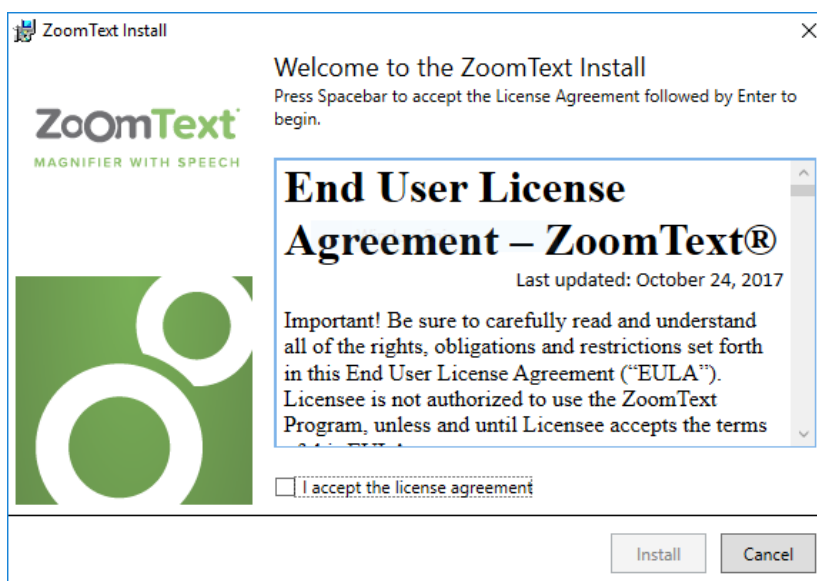 ZoomText Install
Welcome to the ZoomText Install
Press Spacebar to accept the License Agreement followed by Enter to
begin.
ZoomText
MAGNIFIER WITH SPEECH
End User License
Agreement – ZoomText®
Last updated: October 24, 2017
Important! Be sure to carefully read and understand
all of the rights, obligations and restrictions set forth
in this End User License Agreement (“EULA”).
Licensee is not authorized to use the ZoomText
Program, unless and until Licensee accepts the terms
I accept the license agreement
Install
Cancel